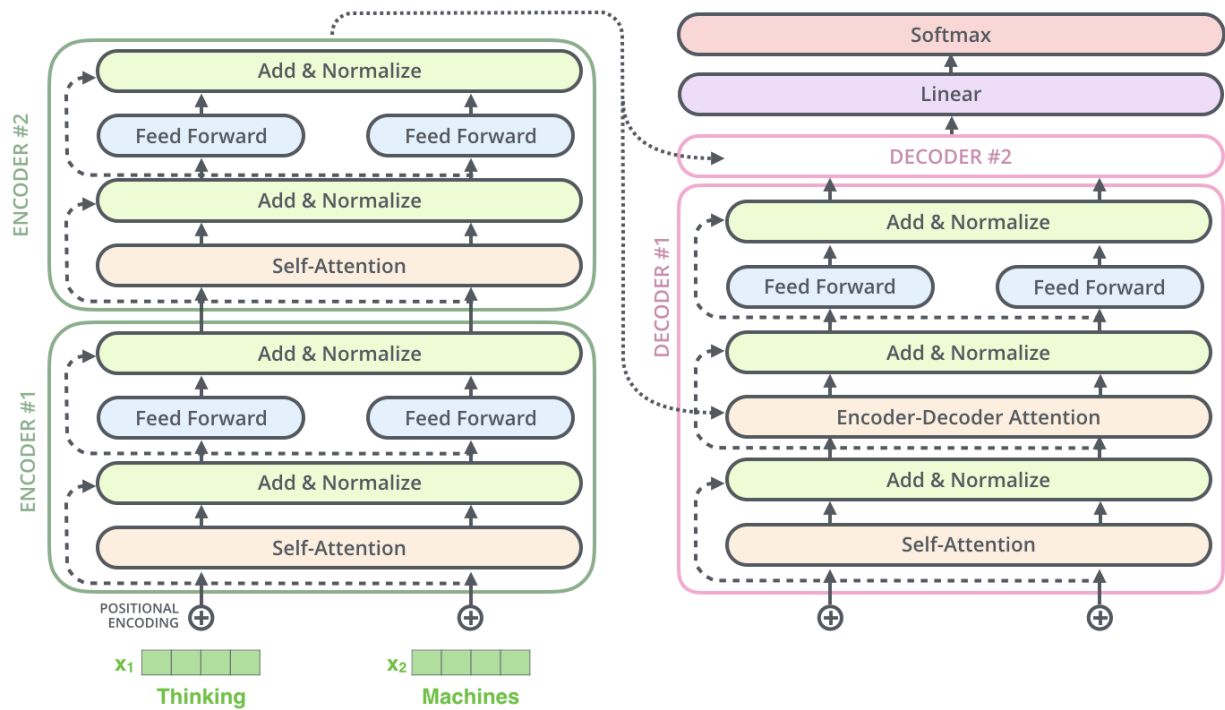 ENCODER #2
Add & Normalize
Feed Forward
Feed Forward
Add & Normalize
Self-Attention
ENCODER #1
Add & Normalize
Feed Forward
Feed Forward
Add & Normalize
Self-Attention
POSITIONAL
ENCODING
x₁
x₂
Thinking
Machines
Softmax
Linear
DECODER #2
DECODER #1
Add & Normalize
Feed Forward
Feed Forward
Add & Normalize
Encoder-Decoder Attention
Add & Normalize
Self-Attention